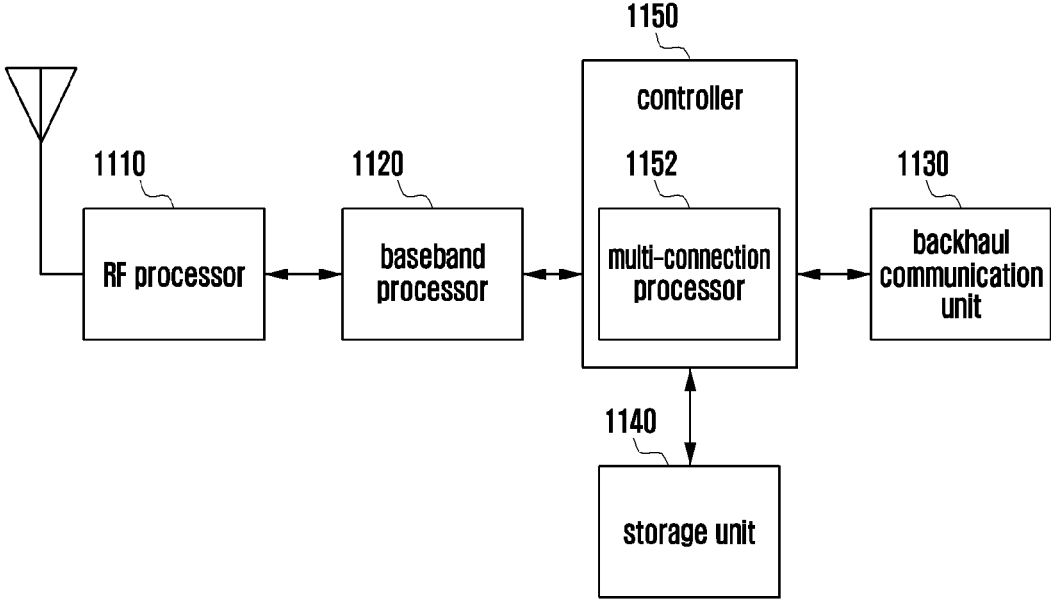 1150
controller
1110
1120
1152
1130
RF processor
baseband
processor
multi-connection
processor
backhaul
communication
unit
1140
storage unit